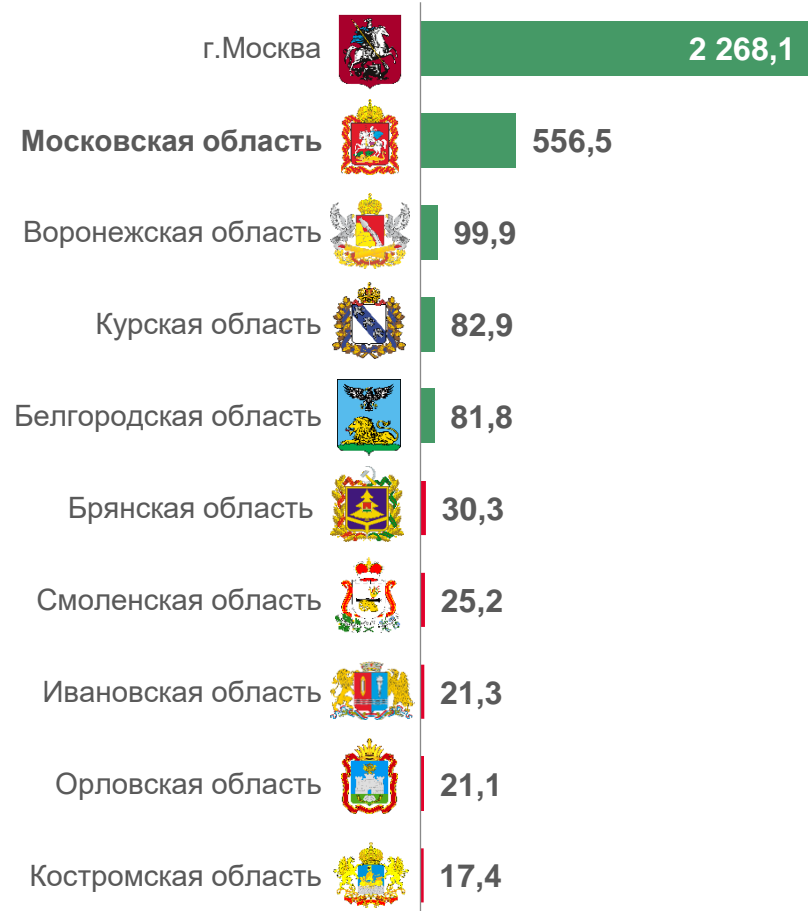 г.Москва 2 268,1
Московская область 556,5
Воронежская область 99,9
Курская область 82,9
Белгородская область 81,8
Брянская область 30,3
Смоленская область 25,2
Ивановская область 21,3
Орловская область 21,1
Костромская область 17,4